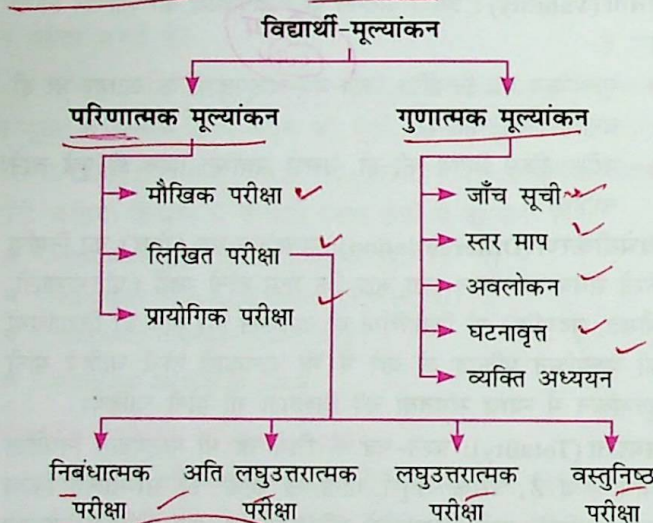 विद्यार्थी-मूल्यांकन
परिणात्मक मूल्यांकन
गुणात्मक मूल्यांकन
मौखिक परीक्षा
लिखित परीक्षा
प्रायोगिक परीक्षा
जाँच सूची
स्तर माप
अवलोकन
घटनावृत्त
व्यक्ति अध्ययन
निबंधात्मक परीक्षा
अति लघुउत्तरात्मक परीक्षा
लघुउत्तरात्मक परीक्षा
वस्तुनिष्ठ परीक्षा